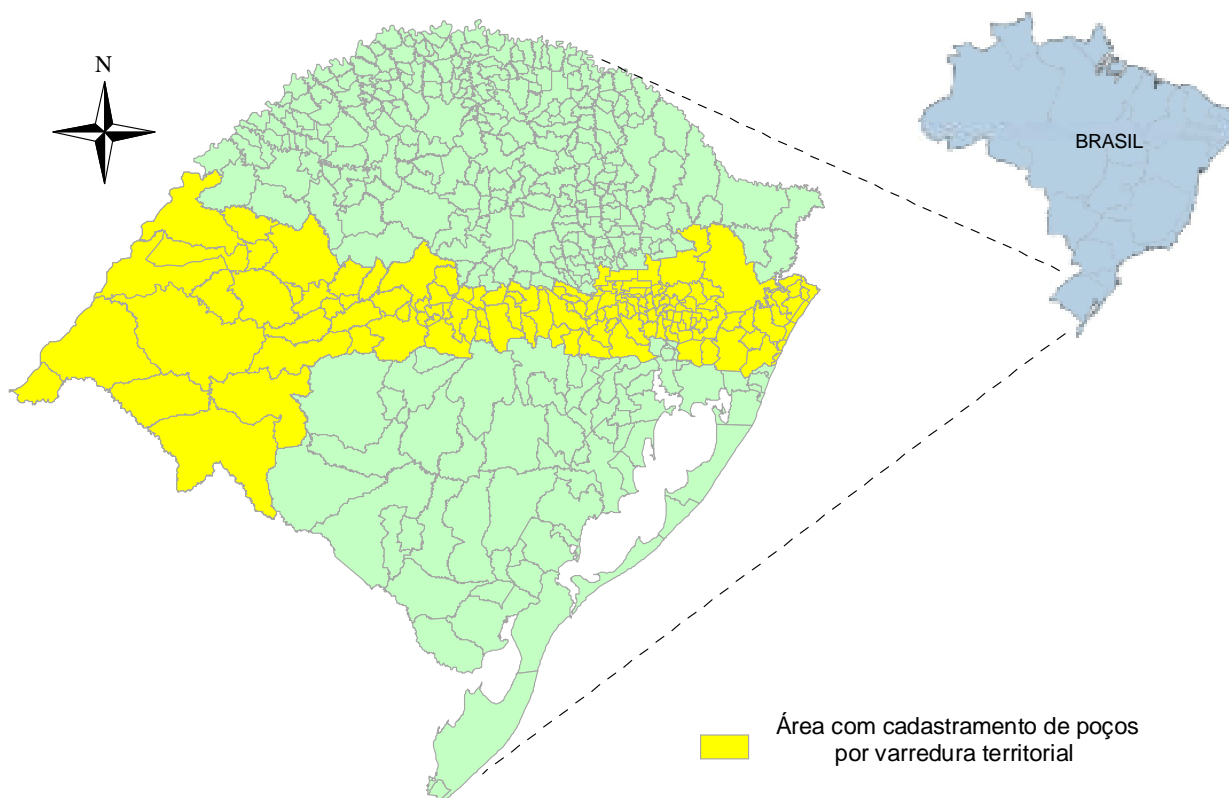 N
BRASIL
Área com cadastramento de poços
por varredura territorial